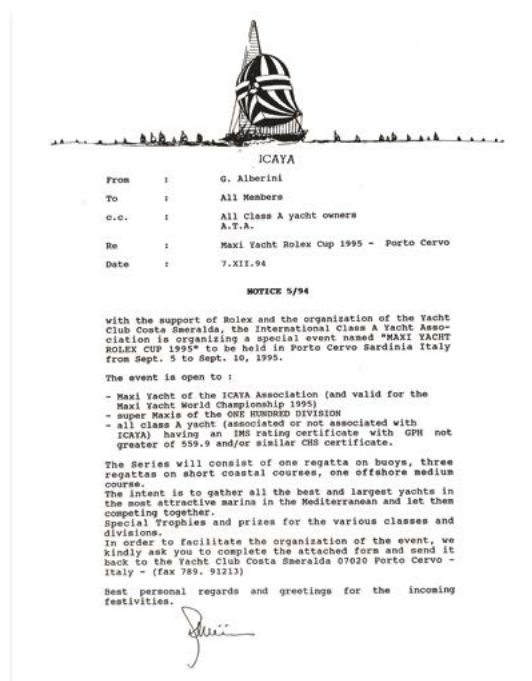 ICAYA
From : G. Alberini
To : All Members
c.c. : All Class A yacht owners
A.T.A.
Re : Maxi Yacht Rolex Cup 1995 - Porto Cervo
Date : 7.XII.94
NOTICE 5/94
with the support of Rolex and the organization of the Yacht
Club Costa Smeralda, the International Class A Yacht Asso-
ciation is organizing a special event named "MAXI YACHT
ROLEX CUP 1995" to be held in Porto Cervo Sardinia Italy
from Sept. 5 to Sept. 10, 1995.
The event is open to :
- Maxi Yacht of the ICAYA Association (and valid for the
Maxi Yacht World Championship 1995)
- super Maxis of the ONE HUNDRED DIVISION
- all class A yacht (associated or not associated with
ICAYA) having an IMS rating certificate with GPH not
greater of 559.9 and/or similar CHS certificate.
The Series will consist of one regatta on buoys, three
regattas on short coastal courses, one offshore medium
course.
The intent is to gather all the best and largest yachts in
the most attractive marina in the Mediterranean and let them
competing together.
Special Trophies and prizes for the various classes and
divisions.
In order to facilitate the organization of the event, we
kindly ask you to complete the attached form and send it
back to the Yacht Club Costa Smeralda 07020 Porto Cervo -
Italy - (fax 789. 91213)
Best personal regards and greetings for the incoming
festivities.